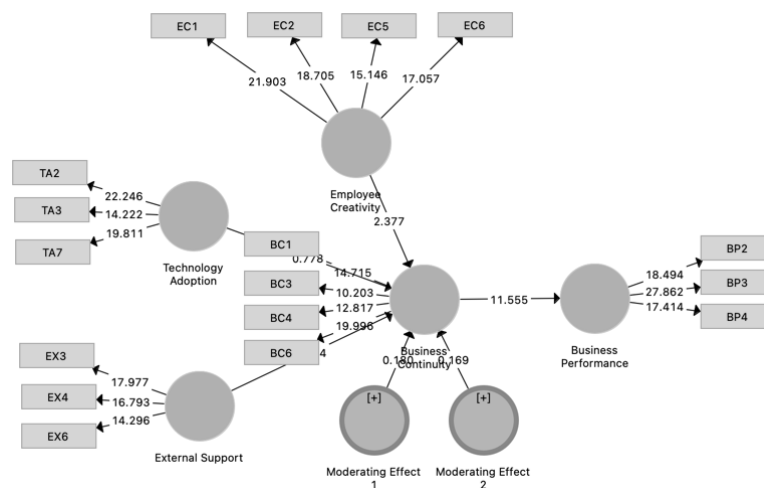 EC1
EC2
EC5
EC6
21.903
18.705
15.146
17.057
Employee
Creativity
2.377
TA2
TA3
TA7
22.246
14.222
19.811
Technology
Adoption
0.778
BC1
BC3
BC4
BC6
14.715
10.203
12.817
19.996
4
Business
Continuity
11.555
Business
Performance
BP2
BP3
BP4
18.494
27.862
17.414
EX3
EX4
EX6
17.977
16.793
14.296
External Support
0.180
0.169
[+]
[+]
Moderating Effect
1
Moderating Effect
2